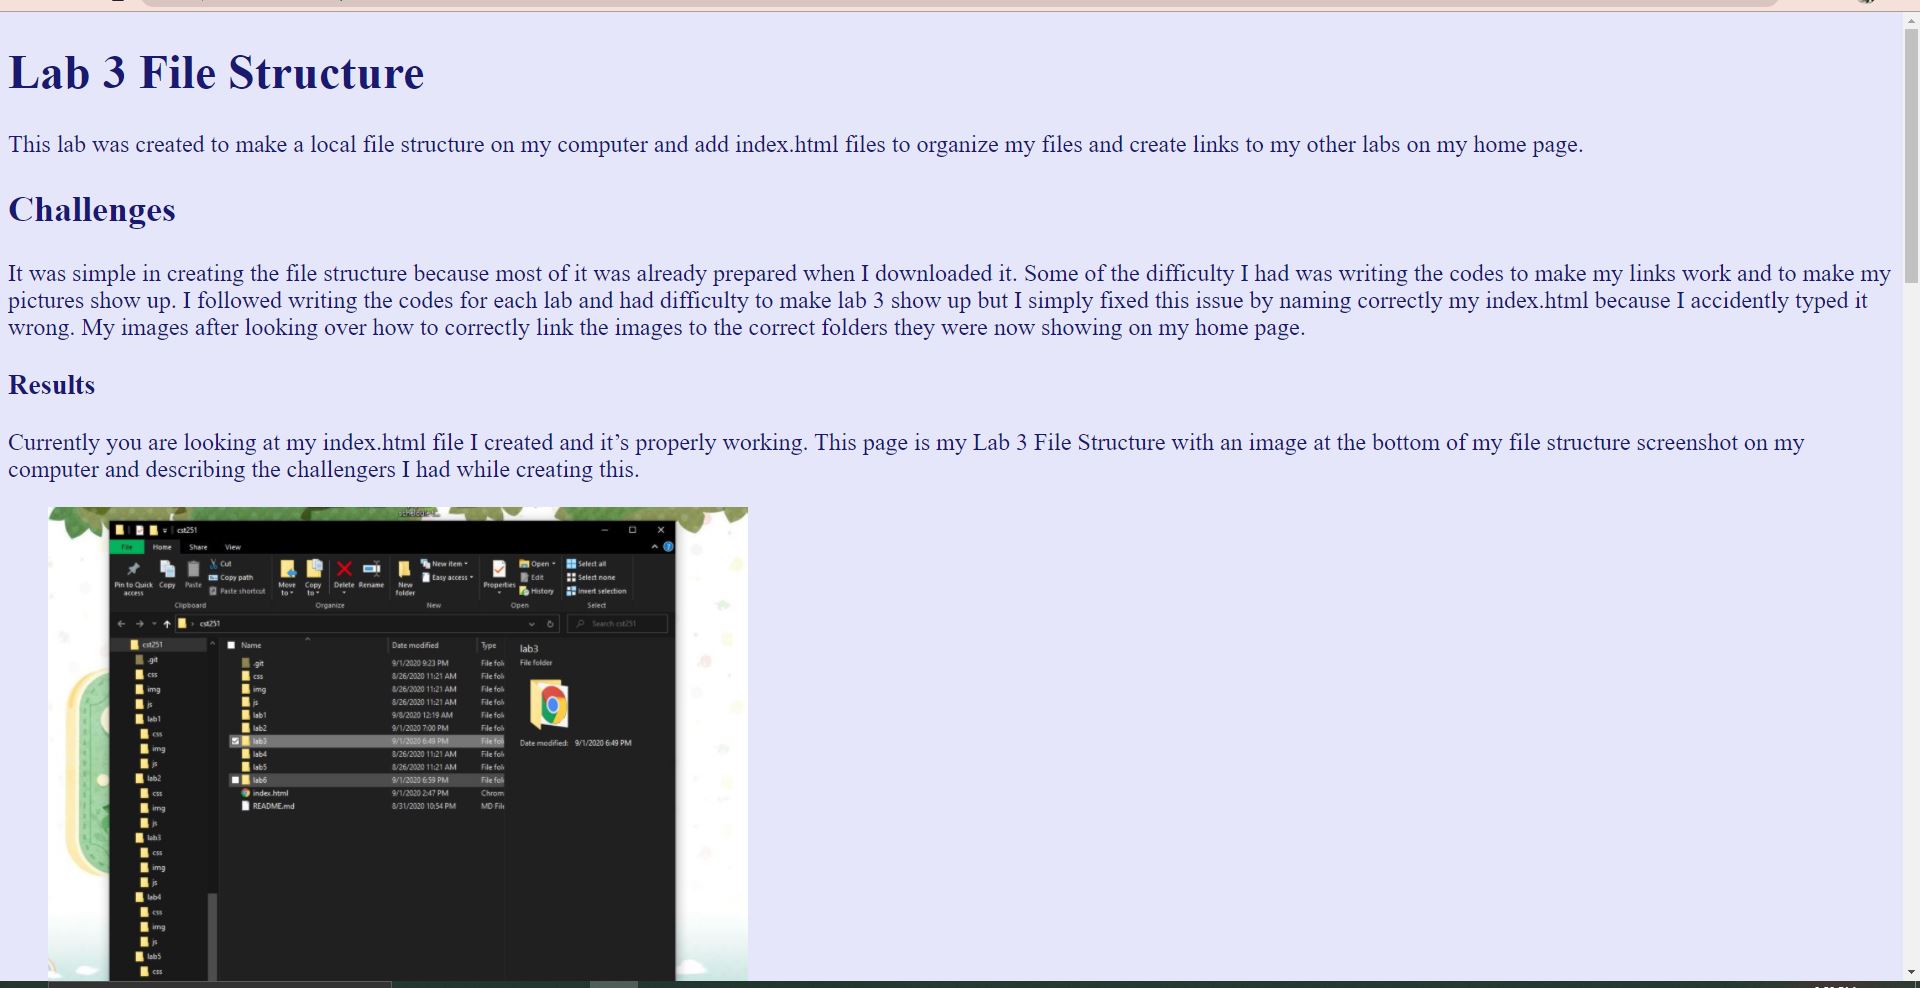 Lab 3 File Structure
This lab was created to make a local file structure on my computer and add index.html files to organize my files and create links to my other labs on my home page.
Challenges
It was simple in creating the file structure because most of it was already prepared when I downloaded it. Some of the difficulty I had was writing the codes to make my links work and to make my
pictures show up. I followed writing the codes for each lab and had difficulty to make lab 3 show up but I simply fixed this issue by naming correctly my index.html because I accidently typed it
wrong. My images after looking over how to correctly link the images to the correct folders they were now showing on my home page.
Results
Currently you are looking at my index.html file I created and it’s properly working. This page is my Lab 3 File Structure with an image at the bottom of my file structure screenshot on my
computer and describing the challengers I had while creating this.
cst251
File Home Share View
Pin to Quick access
Copy
Paste
Cut
Copy path
Paste shortcut
Clipboard
Move to
Copy to
Delete
Rename
Organize
New folder
New item
Easy access
New
Properties
Open
Edit
History
Open
Select all
Select none
Invert selection
Select
cst251
Search cst251
cst251
.git
css
img
js
lab1
css
img
js
lab2
css
img
js
lab3
css
img
js
lab4
css
img
js
lab5
css
Name Date modified Type
.git 9/1/2020 9:23 PM File fol
css 8/26/2020 11:21 AM File fol
img 8/26/2020 11:21 AM File fol
js 8/26/2020 11:21 AM File fol
lab1 9/8/2020 12:19 AM File fol
lab2 9/1/2020 7:00 PM File fol
lab3 9/1/2020 6:49 PM File fol
lab4 8/26/2020 11:21 AM File fol
lab5 8/26/2020 11:21 AM File fol
lab6 9/1/2020 6:59 PM File fol
index.html 9/1/2020 2:47 PM Chrom
README.md 8/31/2020 10:54 PM MD File
lab3
File folder
Date modified: 9/1/2020 6:49 PM